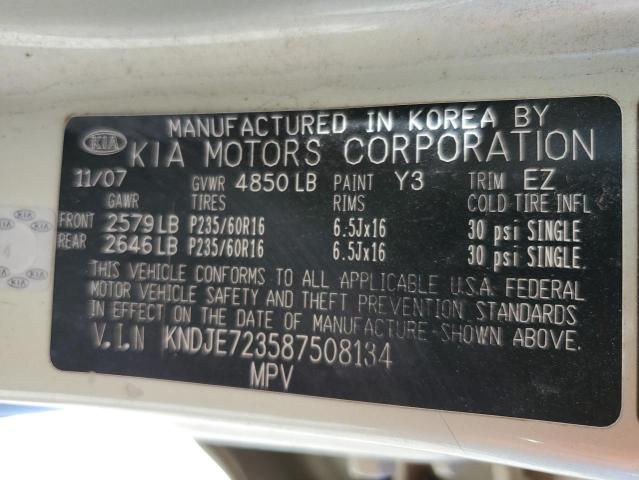 MANUFACTURED IN KOREA BY
KIA KIA MOTORS CORPORATION
11/07 GVWR 4850 LB PAINT Y3 TRIM EZ
GAWR TIRES RIMS COLD TIRE INFL
FRONT 2579 LB P235/60R16 6.5Jx16 30 psi SINGLE
REAR 2646 LB P235/60R16 6.5Jx16 30 psi SINGLE
THIS VEHICLE CONFORMS TO ALL APPLICABLE U.S.A. FEDERAL
MOTOR VEHICLE SAFETY AND THEFT PREVENTION STANDARDS
IN EFFECT ON THE DATE OF MANUFACTURE SHOWN ABOVE.
V.I.N KNDJE723587508134
MPV